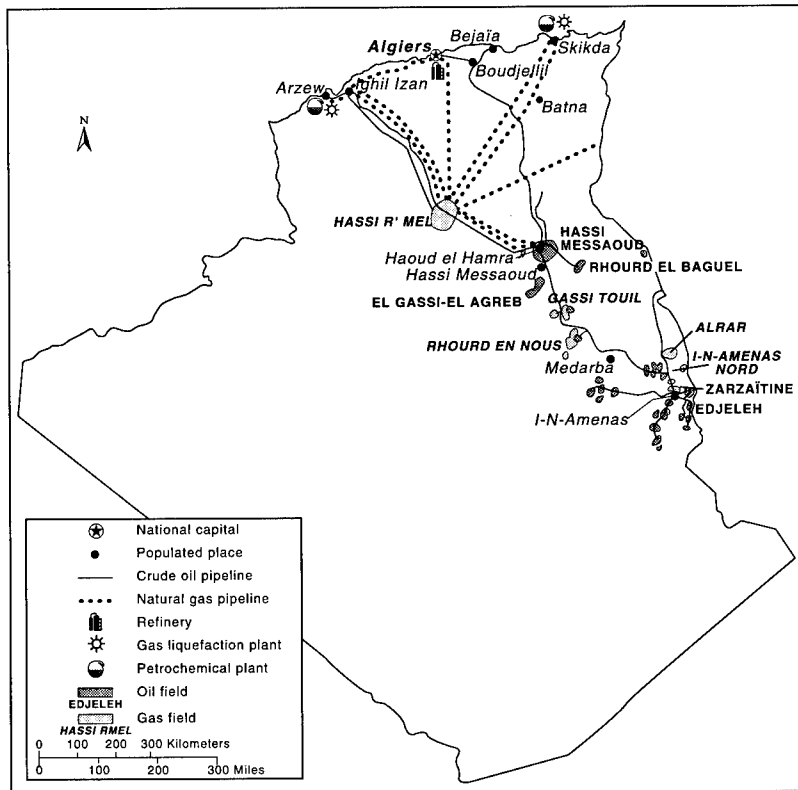 Skikda
Bejaïa
Algiers
Boudjellil
Arzew
Ighil Izan
Batna
N
HASSI R' MEL
HASSI
MESSAOUD
Haoud el Hamra
RHOURD EL BAGUEL
Hassi Messaoud
EL GASSI-EL AGREB
GASSI TOUIL
ALRAR
RHOURD EN NOUS
I-N-AMENAS
NORD
Medarba
ZARZAÏTINE
EDJELEH
I-N-Amenas
National capital
Populated place
Crude oil pipeline
Natural gas pipeline
Refinery
Gas liquefaction plant
Petrochemical plant
Oil field
EDJELEH
Gas field
HASSI RMEL
0 100 200 300 Kilometers
0 100 200 300 Miles